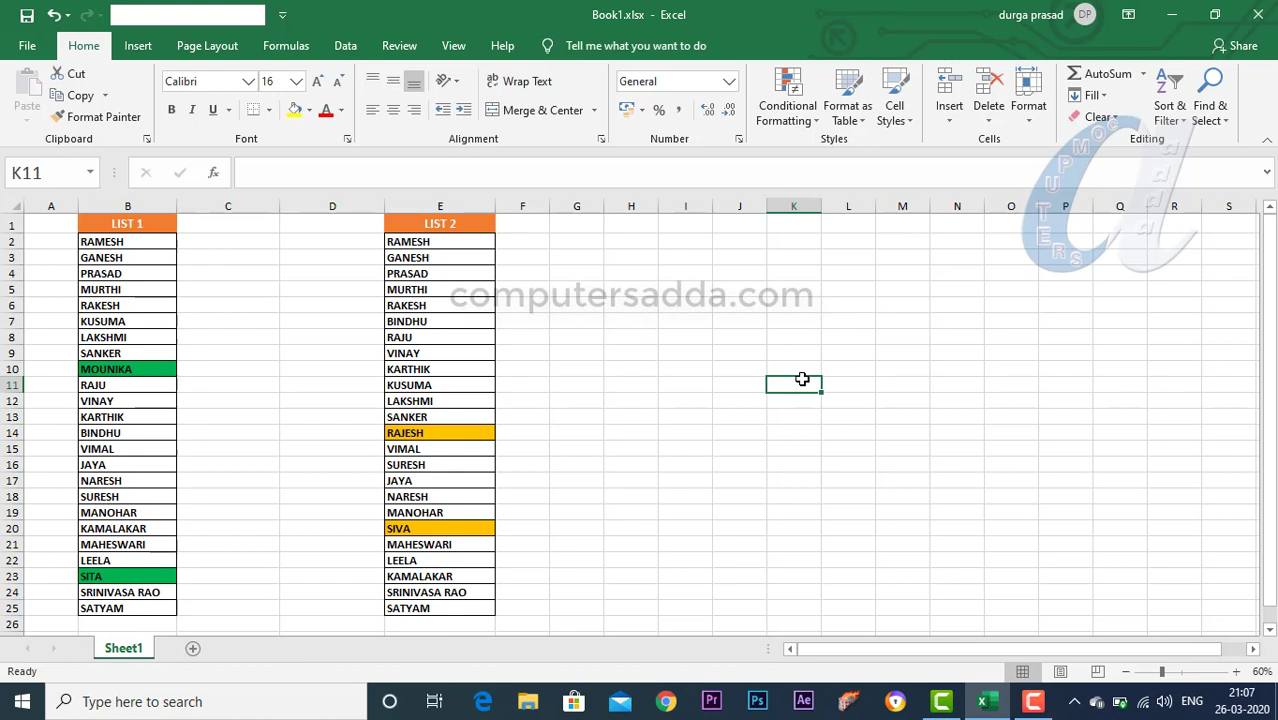 Book1.xlsx - Excel
durga prasad
DP
File
Home
Insert
Page Layout
Formulas
Data
Review
View
Help
Tell me what you want to do
Share
Paste
Cut
Copy
Format Painter
Clipboard
Calibri
16
B
I
U
Font
Wrap Text
Merge & Center
Alignment
General
%
Number
Conditional Formatting
Format as Table
Cell Styles
Styles
Insert
Delete
Format
Cells
AutoSum
Fill
Clear
Sort & Filter
Find & Select
Editing
COMPUTERS
adda
K11
fx
A B C D E F G H I J K L M N O P Q R S
1 LIST 1 LIST 2
2 RAMESH RAMESH
3 GANESH GANESH
4 PRASAD PRASAD
5 MURTHI MURTHI
computersadda.com
6 RAKESH RAKESH
7 KUSUMA BINDHU
8 LAKSHMI RAJU
9 SANKER VINAY
10 MOUNIKA KARTHIK
11 RAJU KUSUMA
12 VINAY LAKSHMI
13 KARTHIK SANKER
14 BINDHU RAJESH
15 VIMAL VIMAL
16 JAYA SURESH
17 NARESH JAYA
18 SURESH NARESH
19 MANOHAR MANOHAR
20 KAMALAKAR SIVA
21 MAHESWARI MAHESWARI
22 LEELA LEELA
23 SITA KAMALAKAR
24 SRINIVASA RAO SRINIVASA RAO
25 SATYAM SATYAM
26
Sheet1
Ready
60%
Type here to search
Pr
Ps
Ae
ENG
21:07
26-03-2020